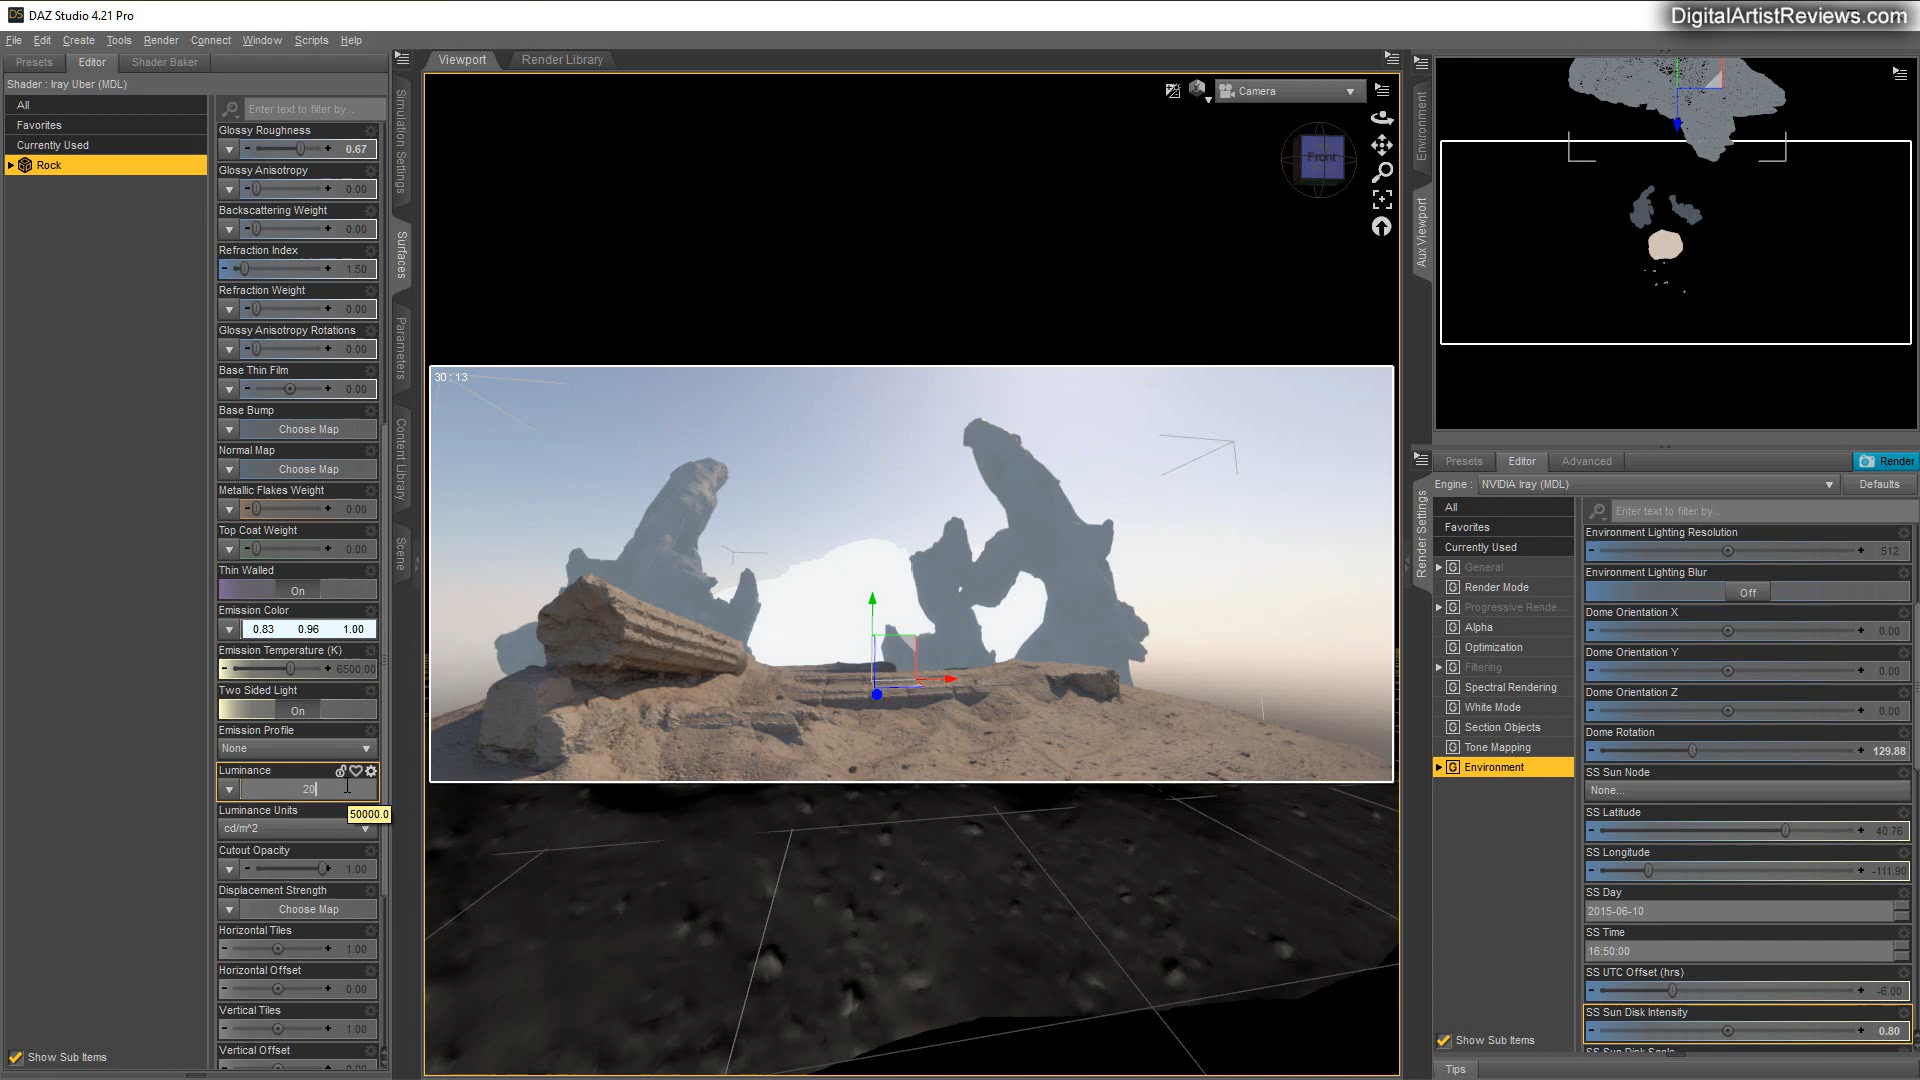 DAZ Studio 4.21 Pro
DigitalArtistReviews.com
File Edit Create Tools Render Connect Window Scripts Help
Presets Editor Shader Baker
Shader : Iray Uber (MDL)
All
Favorites
Currently Used
Rock
Show Sub Items
Enter text to filter by...
Glossy Roughness
0.67
Glossy Anisotropy
0.00
Backscattering Weight
0.00
Refraction Index
1.50
Refraction Weight
0.00
Glossy Anisotropy Rotations
0.00
Base Thin Film
0.00
Base Bump
Choose Map
Normal Map
Choose Map
Metallic Flakes Weight
0.00
Top Coat Weight
0.00
Thin Walled
On
Emission Color
0.83 0.96 1.00
Emission Temperature (K)
6500.00
Two Sided Light
On
Emission Profile
None
Luminance
20
50000.0
Luminance Units
cd/m^2
Cutout Opacity
1.00
Displacement Strength
Choose Map
Horizontal Tiles
1.00
Horizontal Offset
0.00
Vertical Tiles
1.00
Vertical Offset
Simulation Settings
Surfaces
Parameters
Content Library
Scene
Viewport Render Library
Camera
Front
30 : 13
Environment
Aux Viewport
Render Settings
Presets Editor Advanced
Render
Engine : NVIDIA Iray (MDL)
Defaults
All
Favorites
Currently Used
General
Render Mode
Progressive Rende...
Alpha
Optimization
Filtering
Spectral Rendering
White Mode
Section Objects
Tone Mapping
Environment
Show Sub Items
Enter text to filter by...
Environment Lighting Resolution
512
Environment Lighting Blur
Off
Dome Orientation X
0.00
Dome Orientation Y
0.00
Dome Orientation Z
0.00
Dome Rotation
129.88
SS Sun Node
None...
SS Latitude
40.76
SS Longitude
-111.90
SS Day
2015-06-10
SS Time
16:50:00
SS UTC Offset (hrs)
-6.00
SS Sun Disk Intensity
0.80
SS Sun Disk Scale
Tips